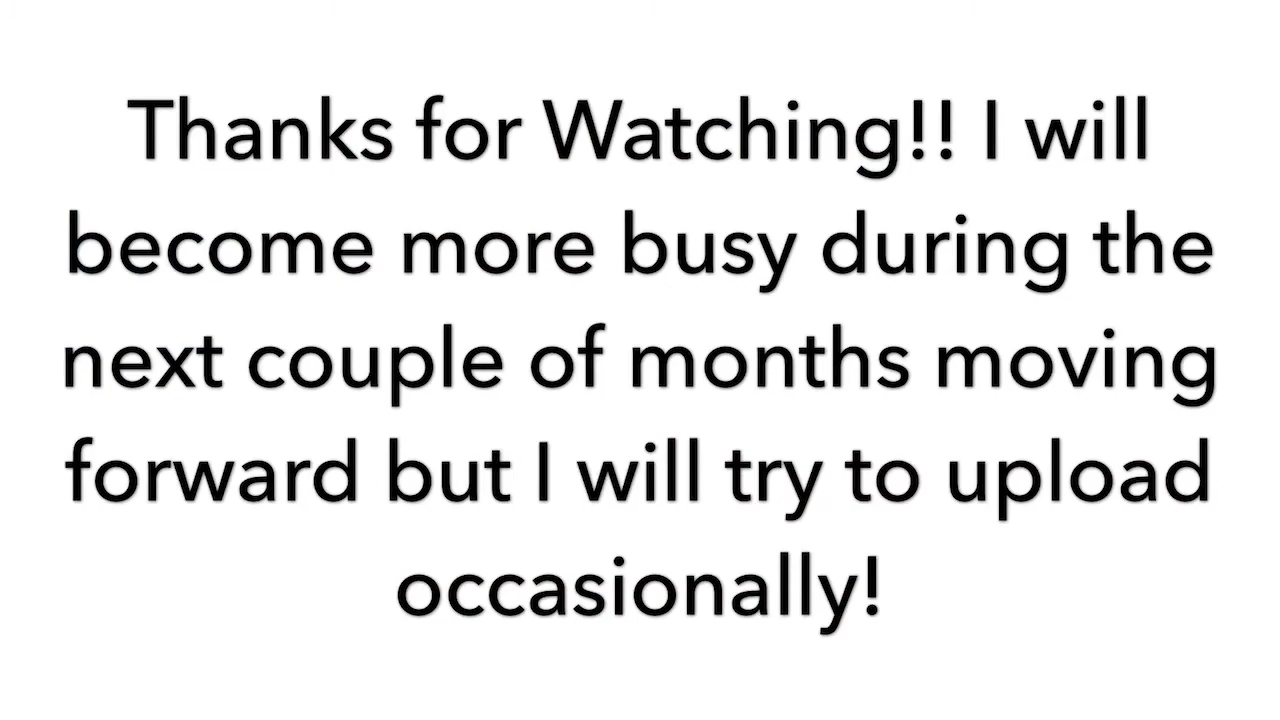 Thanks for Watching!! I will
become more busy during the
next couple of months moving
forward but I will try to upload
occasionally!